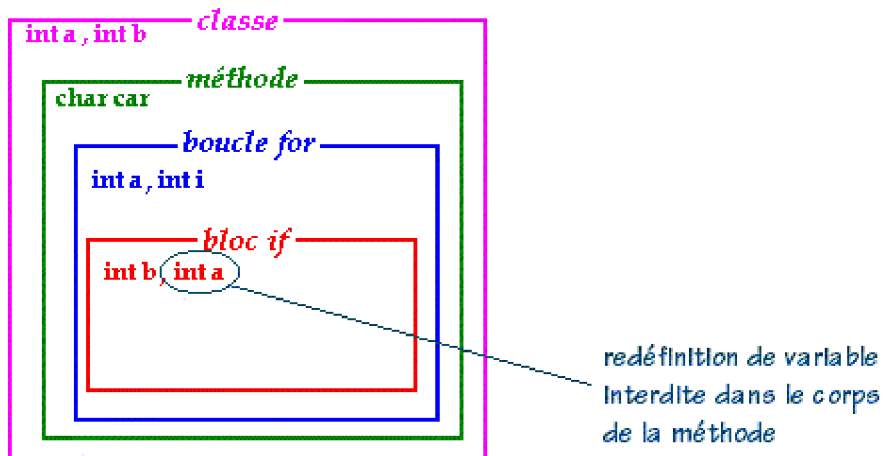 classe
int a , int b
méthode
char car
boucle for
int a , int i
bloc if
int b , int a
redéfinition de variable
interdite dans le corps
de la méthode